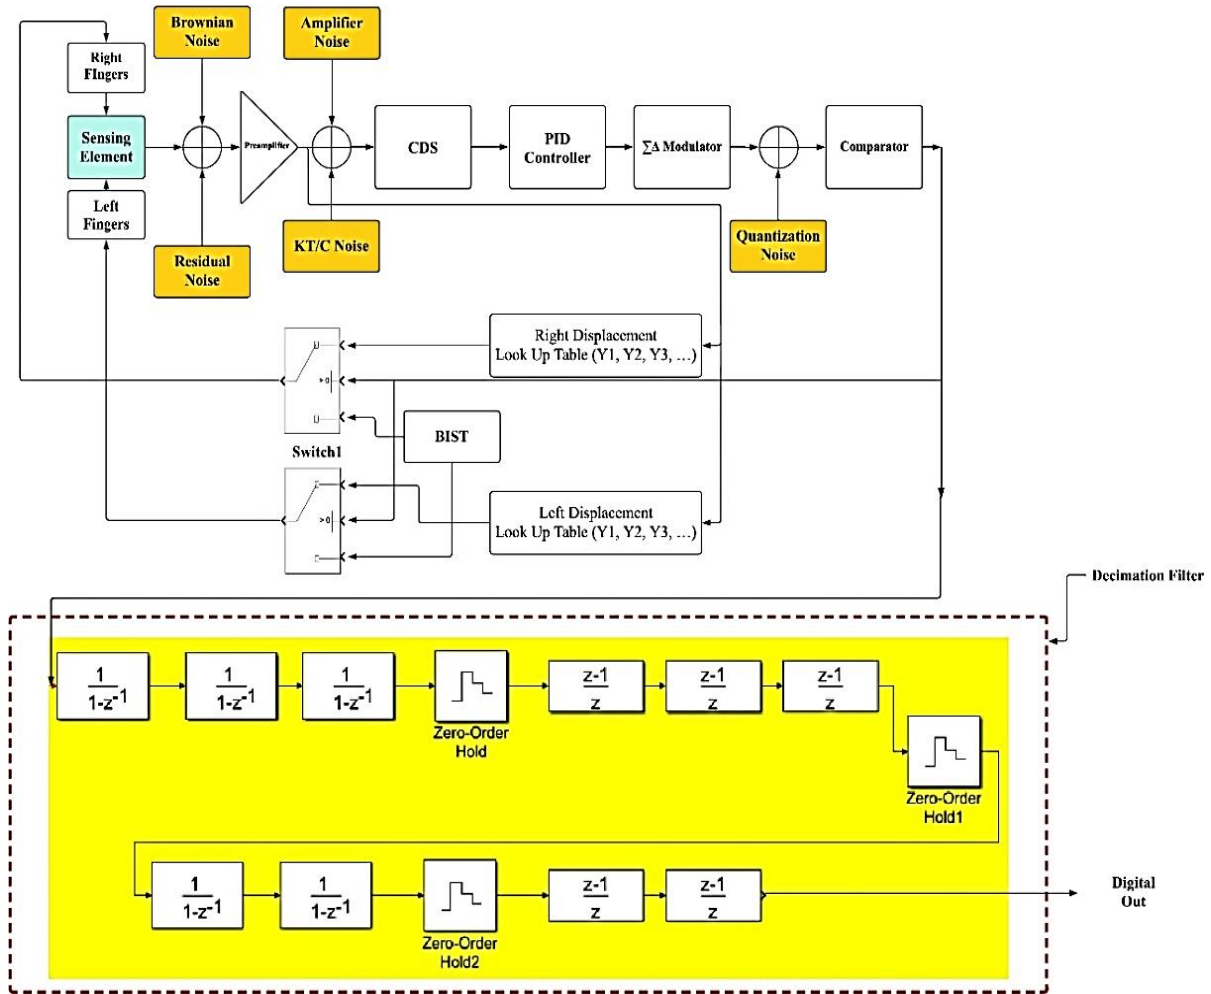 Brownian
Noise
Amplifier
Noise
Right
FIngers
Sensing
Element
Preamplifier
CDS
PID
Controller
∑Δ Modulator
Comparator
Left
Fingers
Residual
Noise
KT/C Noise
Quantization
Noise
Right Displacement
Look Up Table (Y1, Y2, Y3, ...)
>0
BIST
Switch1
>0
Left Displacement
Look Up Table (Y1, Y2, Y3, ...)
Decimation Filter
1
1-z⁻¹
1
1-z⁻¹
1
1-z⁻¹
Zero-Order
Hold
z-1
z
z-1
z
z-1
z
Zero-Order
Hold1
1
1-z⁻¹
1
1-z⁻¹
Zero-Order
Hold2
z-1
z
z-1
z
Digital
Out